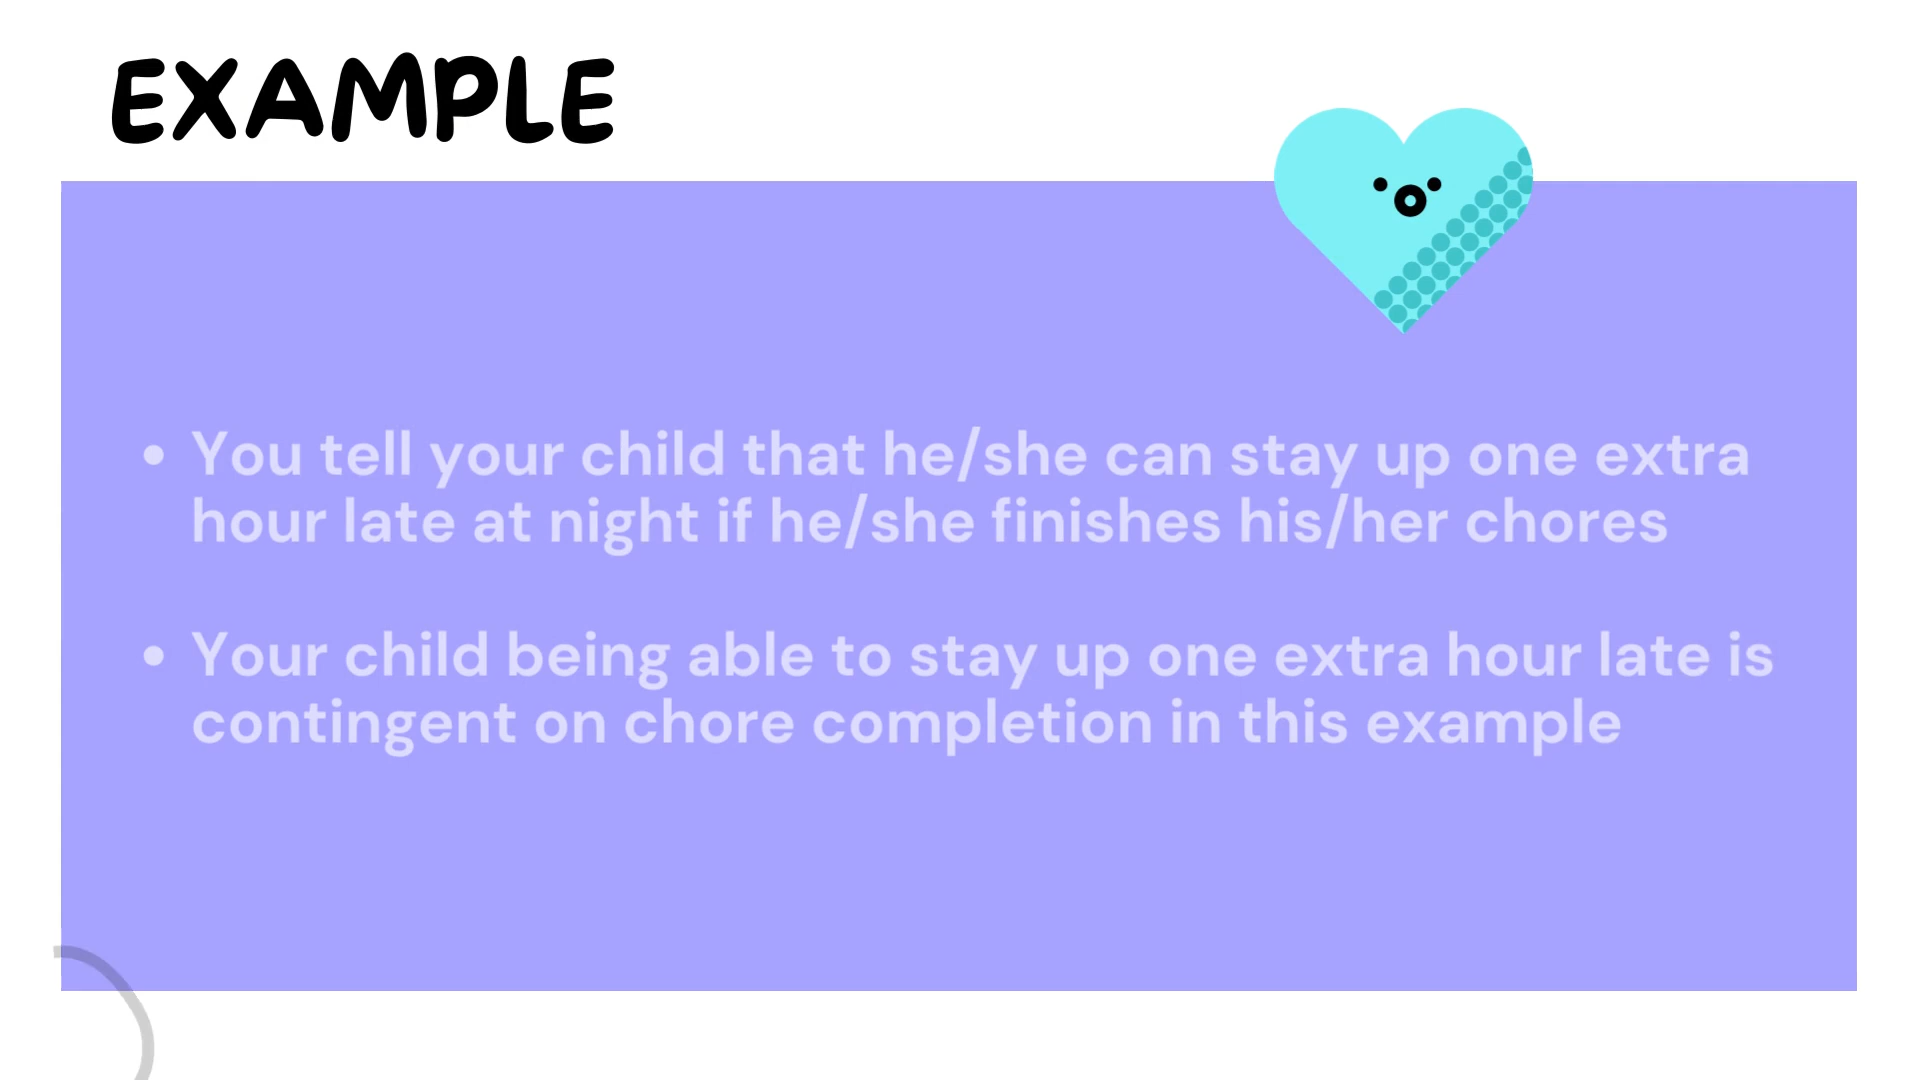 EXAMPLE
• You tell your child that he/she can stay up one extra
hour late at night if he/she finishes his/her chores
• Your child being able to stay up one extra hour late is
contingent on chore completion in this example